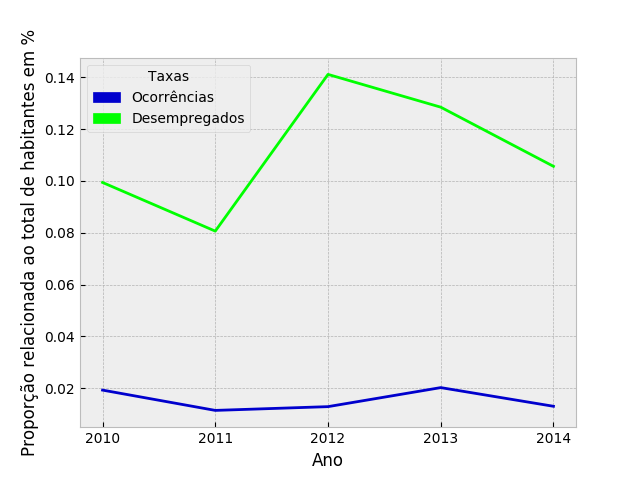 Proporção relacionada ao total de habitantes em %
0.14
0.12
0.10
0.08
0.06
0.04
0.02
Taxas
Ocorrências
Desempregados
2010 2011 2012 2013 2014
Ano